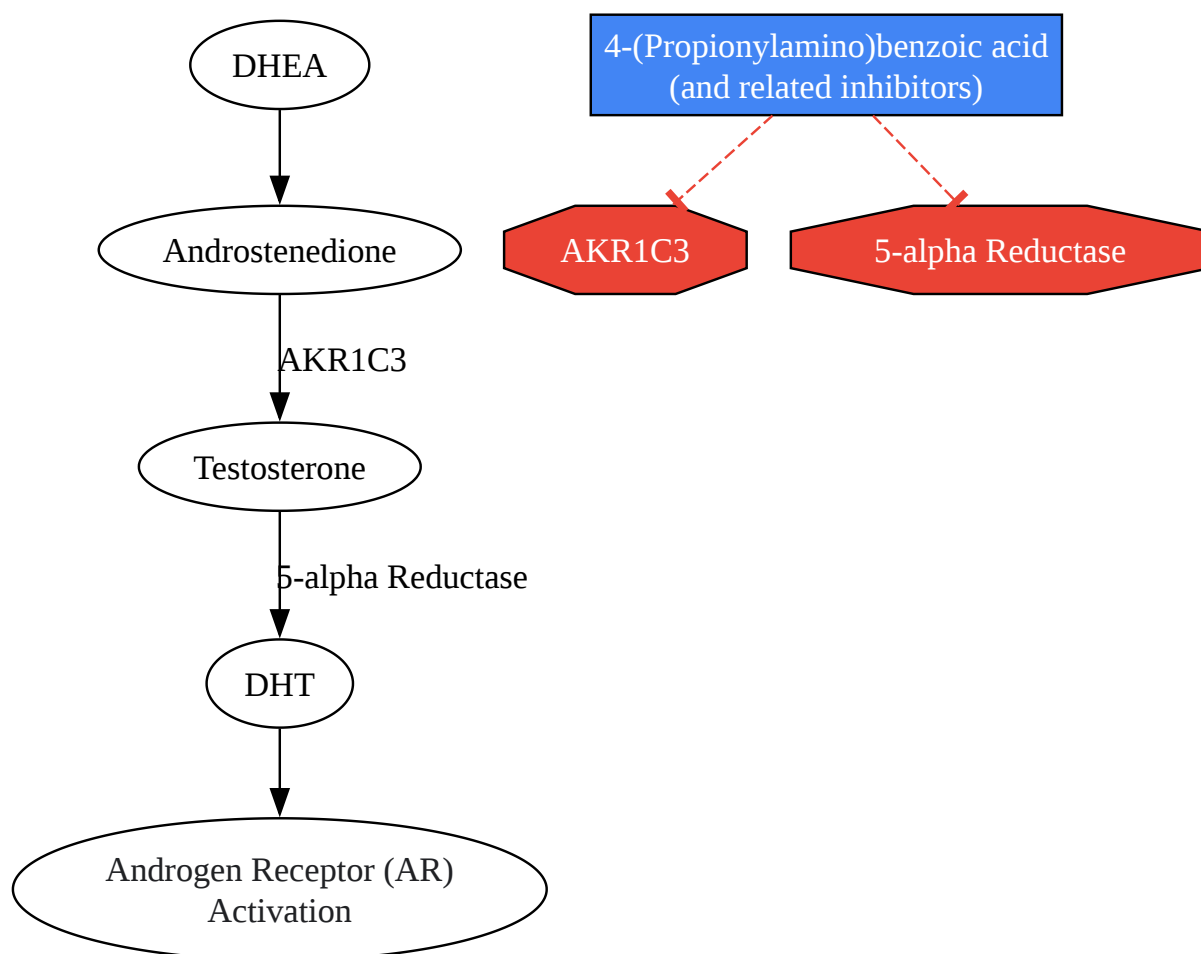 DHEA
4-(Propionylamino)benzoic acid
(and related inhibitors)
Androstenedione
AKR1C3
5-alpha Reductase
AKR1C3
Testosterone
5-alpha Reductase
DHT
Androgen Receptor (AR)
Activation